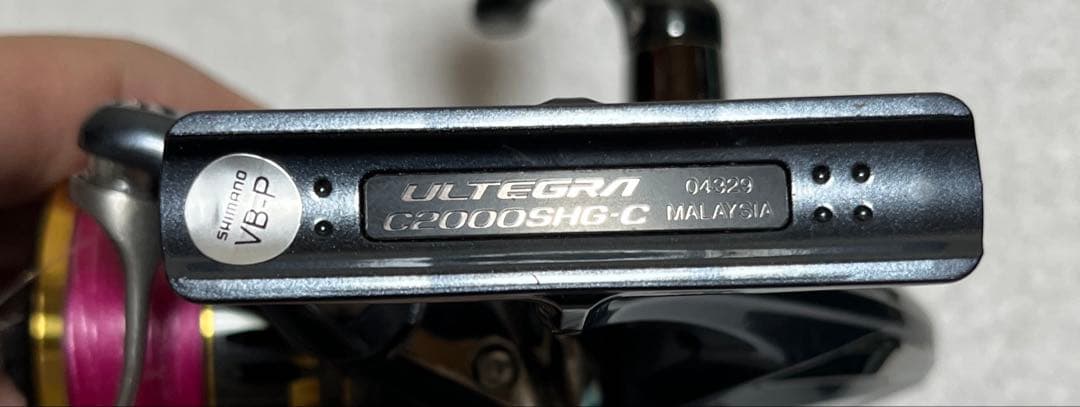 SHIMANO
VB-P
ULTEGRA 04329
C2000SHG-C MALAYSIA